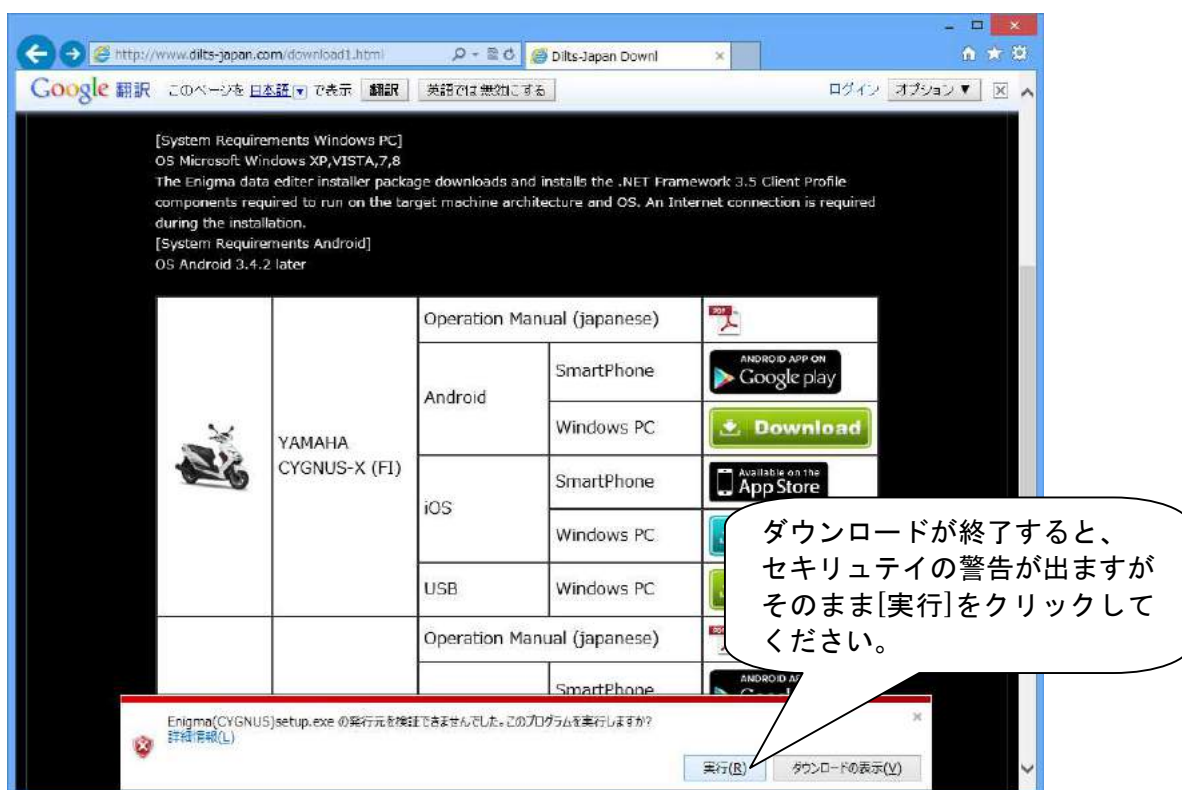 http://www.dilts-japan.com/download1.html
Dilts-Japan Downl
Google 翻訳 このページを 日本語 で表示 翻訳 英語では無効にする ログイン オプション▼
[System Requirements Windows PC]
OS Microsoft Windows XP,VISTA,7,8
The Enigma data editer installer package downloads and installs the .NET Framework 3.5 Client Profile
components required to run on the target machine architecture and OS. An Internet connection is required
during the installation.
[System Requirements Android]
OS Android 3.4.2 later
Operation Manual (japanese)
PDF
Android
SmartPhone
ANDROID APP ON
Google play
Windows PC
Download
YAMAHA
CYGNUS-X (FI)
iOS
SmartPhone
Available on the
App Store
Windows PC
USB
Windows PC
Operation Manual (japanese)
SmartPhone
ANDROID
ダウンロードが終了すると、
セキリュテイの警告が出ますが
そのまま[実行]をクリックして
ください。
Enigma(CYGNUS)setup.exe の発行元を検証できませんでした。このプログラムを実行しますか?
詳細情報(L)
実行(R)
ダウンロードの表示(V)